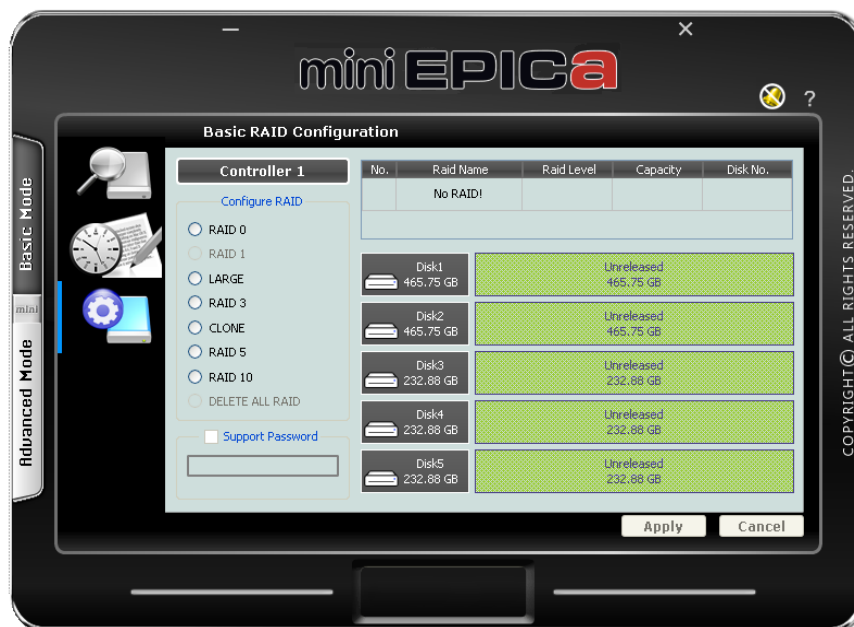 mini EPICa
?
Basic RAID Configuration
Basic Mode
mini
Advanced Mode
Controller 1
Configure RAID
RAID 0
RAID 1
LARGE
RAID 3
CLONE
RAID 5
RAID 10
DELETE ALL RAID
Support Password
No. Raid Name Raid Level Capacity Disk No.
No RAID!
Disk1 Unreleased
465.75 GB 465.75 GB
Disk2 Unreleased
465.75 GB 465.75 GB
Disk3 Unreleased
232.88 GB 232.88 GB
Disk4 Unreleased
232.88 GB 232.88 GB
Disk5 Unreleased
232.88 GB 232.88 GB
Apply Cancel
COPYRIGHT© ALL RIGHTS RESERVED.